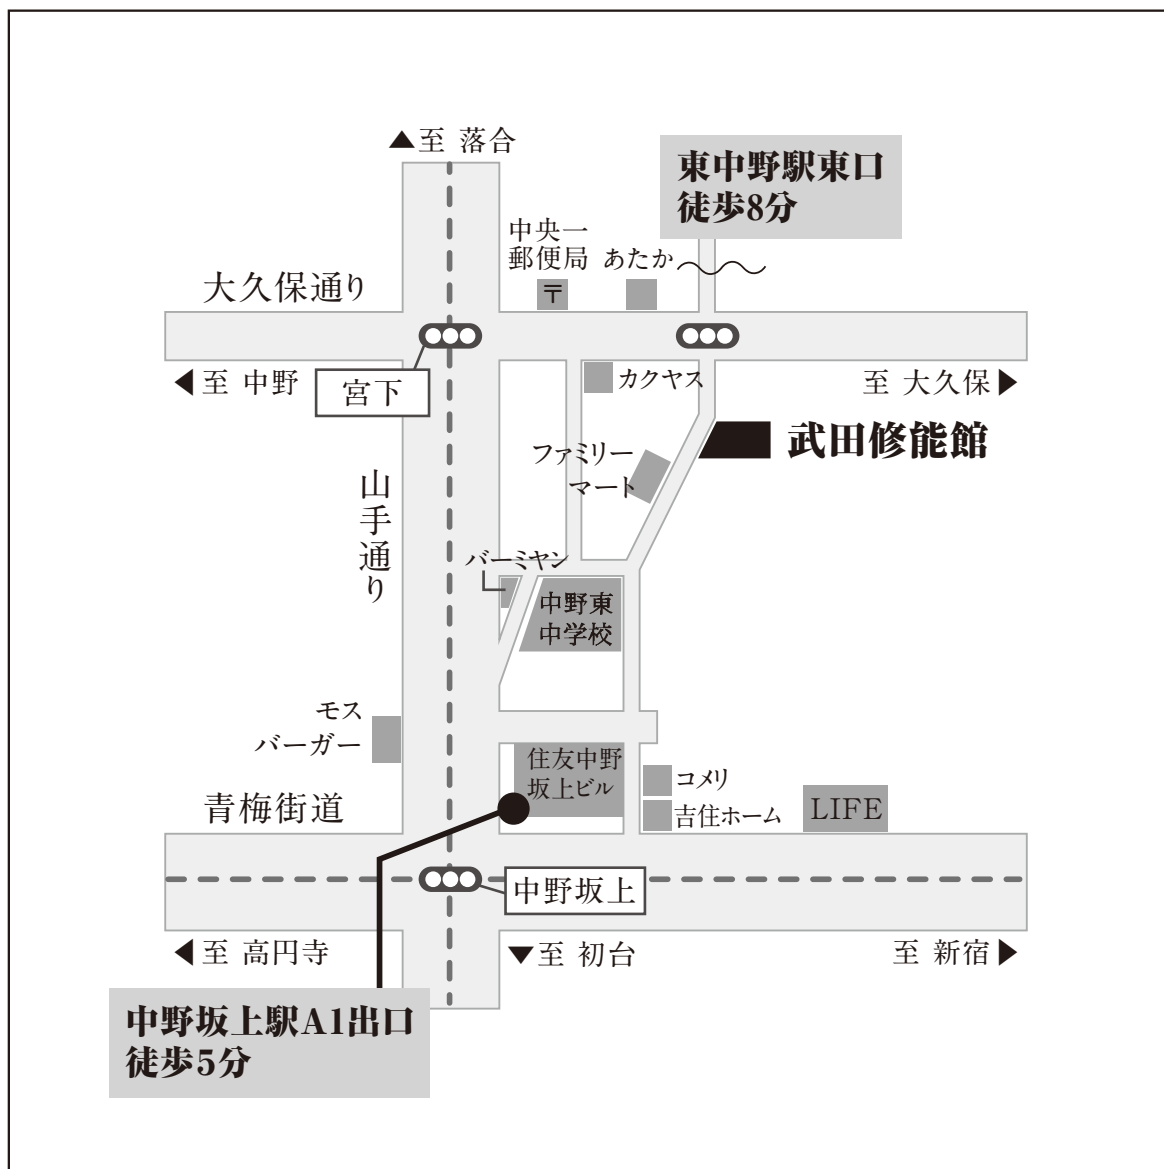 ▲至 落合
東中野駅東口
徒歩8分
中央一
郵便局
〒
あたか
大久保通り
◀至 中野
宮下
カクヤス
至 大久保▶
武田修能館
ファミリー
マート
山手通り
バーミヤン
中野東
中学校
モス
バーガー
住友中野
坂上ビル
コメリ
吉住ホーム
LIFE
青梅街道
中野坂上
◀至 高円寺
▼至 初台
至 新宿▶
中野坂上駅A1出口
徒歩5分